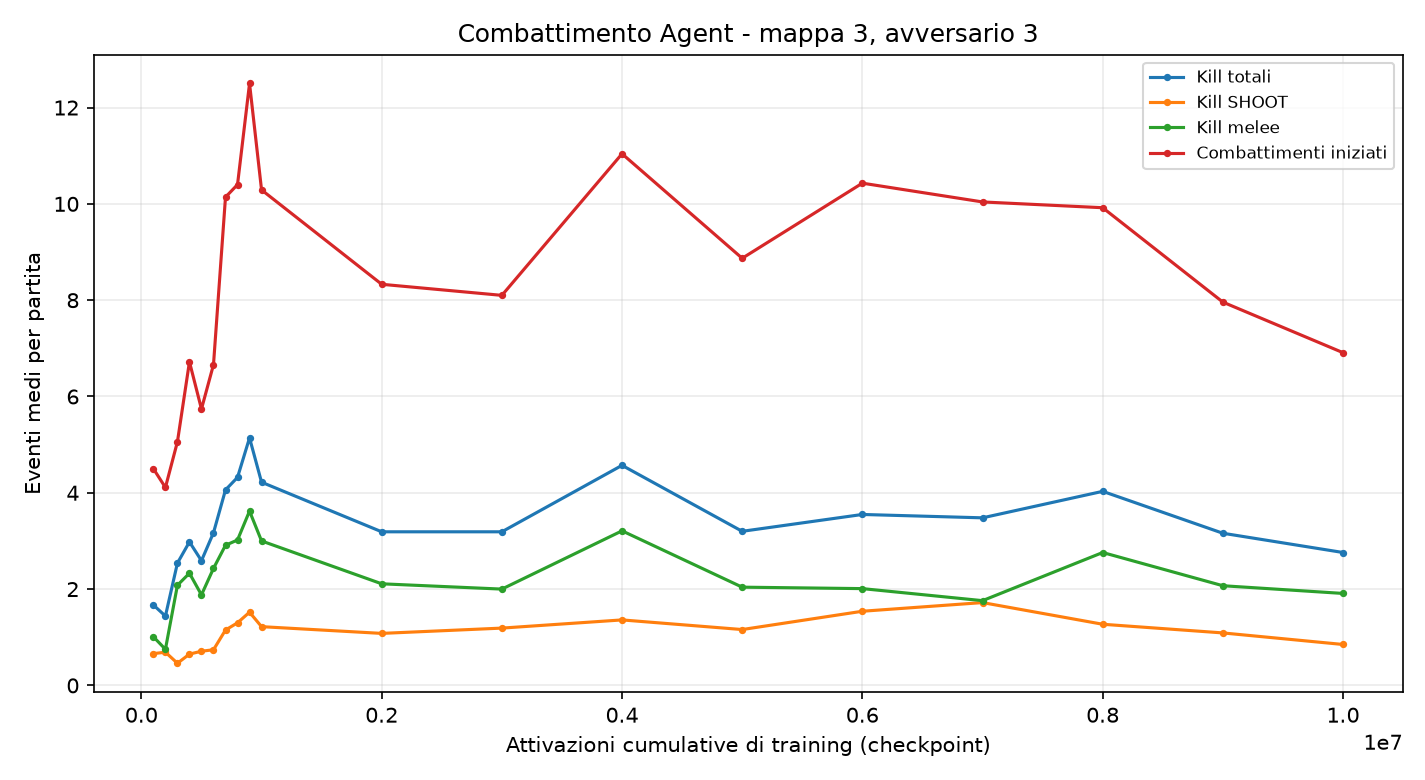 Combattimento Agent - mappa 3, avversario 3
Kill totali
Kill SHOOT
Kill melee
Combattimenti iniziati
Eventi medi per partita
12
10
8
6
4
2
0
0.0 0.2 0.4 0.6 0.8 1.0
1e7
Attivazioni cumulative di training (checkpoint)